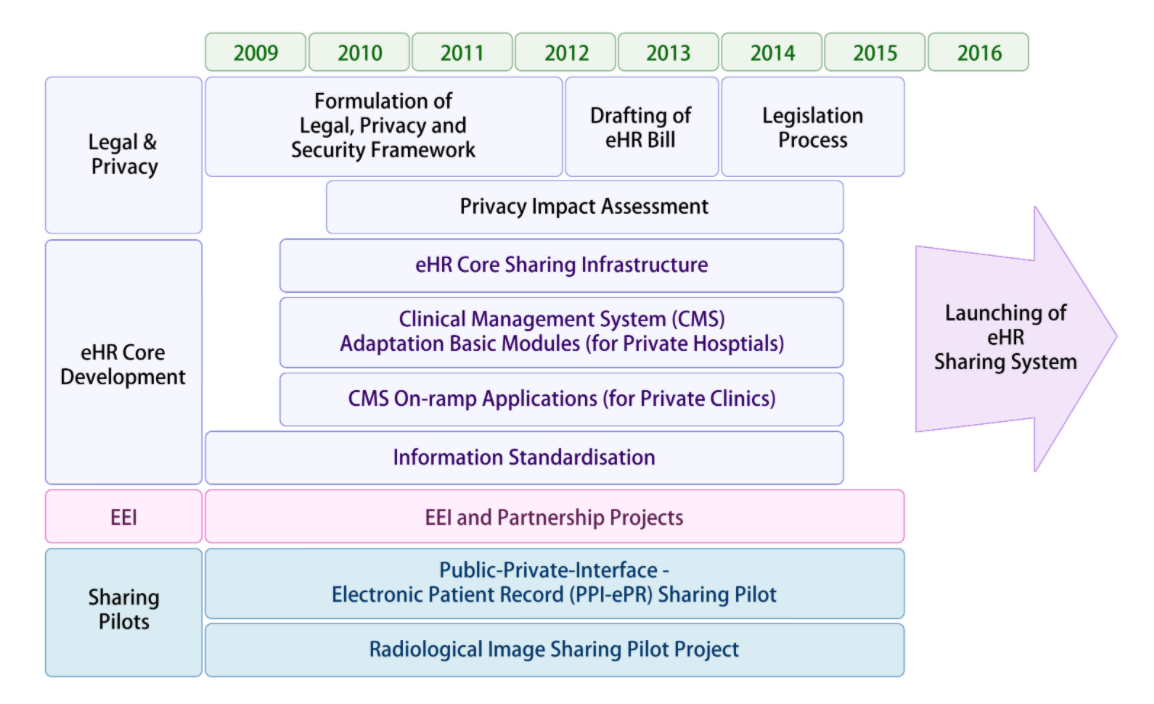 2009 2010 2011 2012 2013 2014 2015 2016
Legal &
Privacy
Formulation of
Legal, Privacy and
Security Framework
Drafting of
eHR Bill
Legislation
Process
Privacy Impact Assessment
eHR Core
Development
eHR Core Sharing Infrastructure
Clinical Management System (CMS)
Adaptation Basic Modules (for Private Hosptials)
CMS On-ramp Applications (for Private Clinics)
Information Standardisation
Launching of
eHR
Sharing System
EEI
EEI and Partnership Projects
Sharing
Pilots
Public-Private-Interface -
Electronic Patient Record (PPI-ePR) Sharing Pilot
Radiological Image Sharing Pilot Project